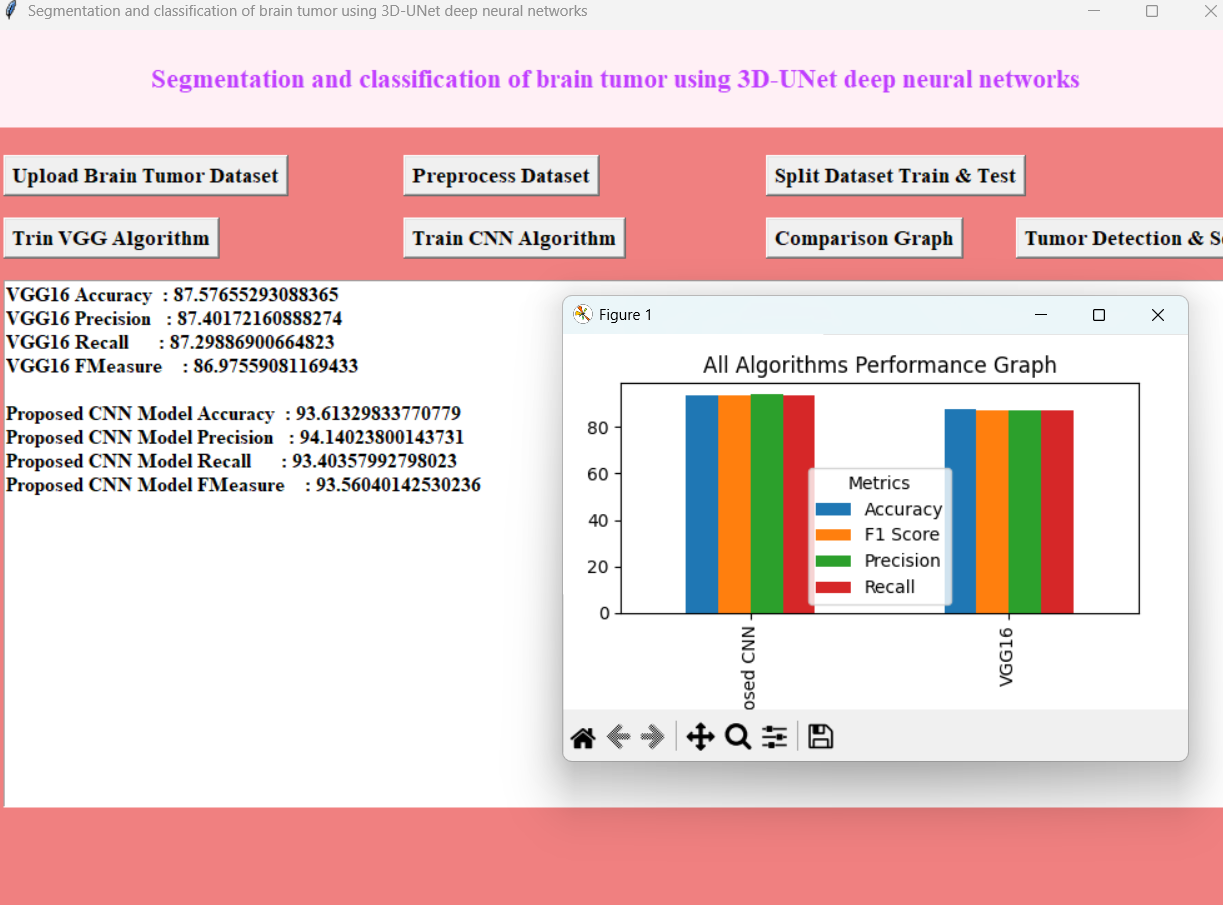 Segmentation and classification of brain tumor using 3D-UNet deep neural networks
Segmentation and classification of brain tumor using 3D-UNet deep neural networks
Upload Brain Tumor Dataset Preprocess Dataset Split Dataset Train & Test
Trin VGG Algorithm Train CNN Algorithm Comparison Graph Tumor Detection &
VGG16 Accuracy : 87.57655293088365
VGG16 Precision : 87.40172160888274
VGG16 Recall : 87.29886900664823
VGG16 FMeasure : 86.97559081169433
Proposed CNN Model Accuracy : 93.61329833770779
Proposed CNN Model Precision : 94.14023800143731
Proposed CNN Model Recall : 93.40357992798023
Proposed CNN Model FMeasure : 93.56040142530236
Figure 1
All Algorithms Performance Graph
80
60
40
20
0
Metrics
Accuracy
F1 Score
Precision
Recall
osed CNN
VGG16